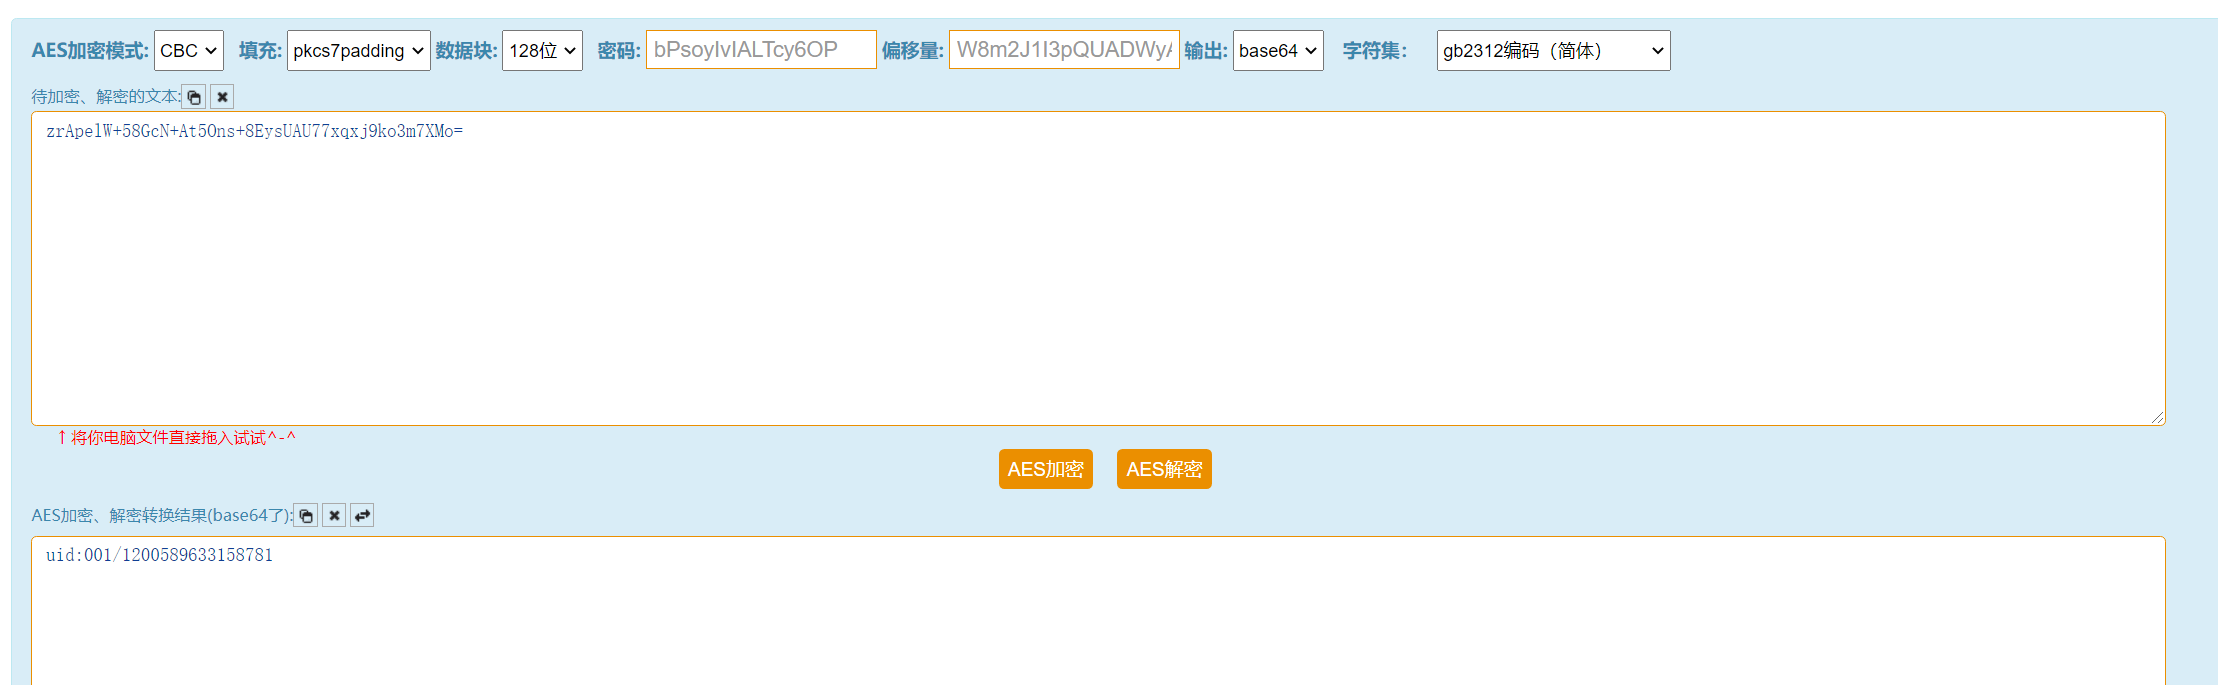 AES加密模式: CBC 填充: pkcs7padding 数据块: 128位 密码: bPsoyIvIALTcy6OP 偏移量: W8m2J1I3pQUADWyA 输出: base64 字符集: gb2312编码（简体）
待加密、解密的文本:
zrApelW+58GcN+At5Ons+8EysUAU77xqxj9ko3m7XMo=
↑将你电脑文件直接拖入试试^-^
AES加密 AES解密
AES加密、解密转换结果(base64了):
uid:001/1200589633158781